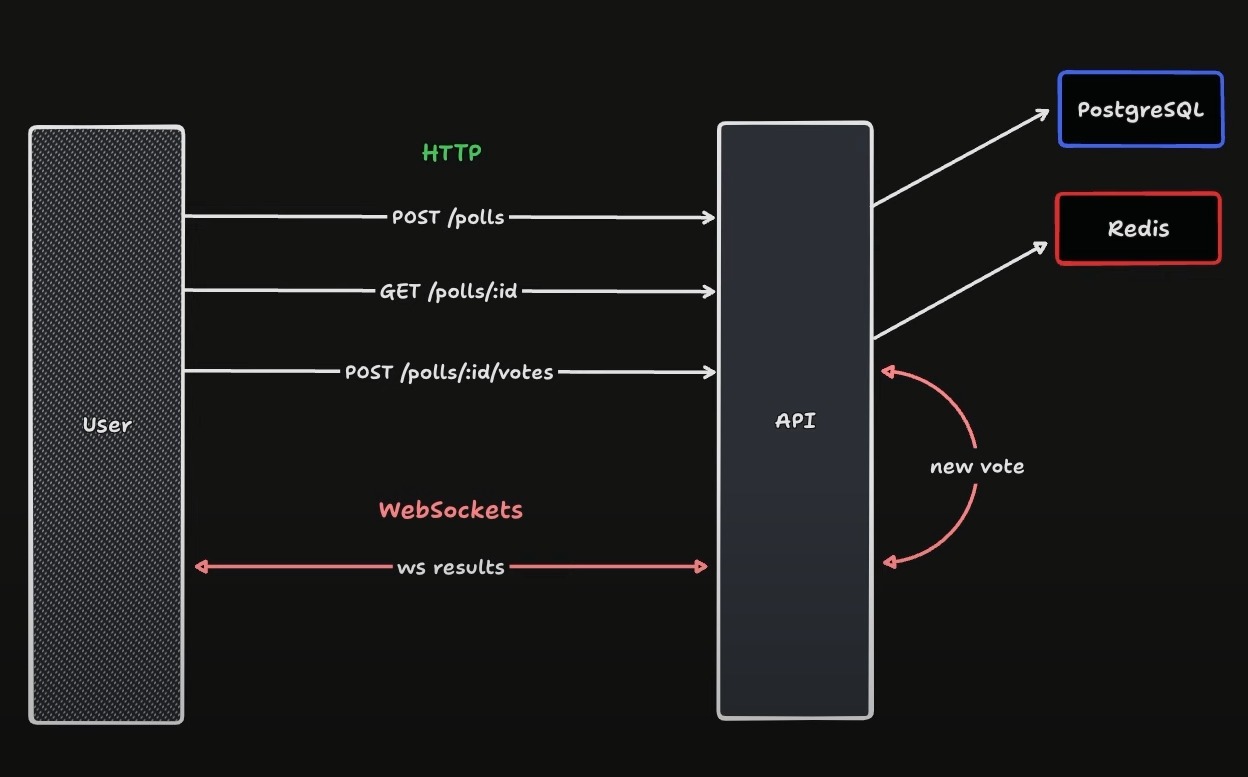 PostgreSQL
HTTP
POST /polls
Redis
GET /polls/:id
POST /polls/:id/votes
User
API
new vote
WebSockets
ws results